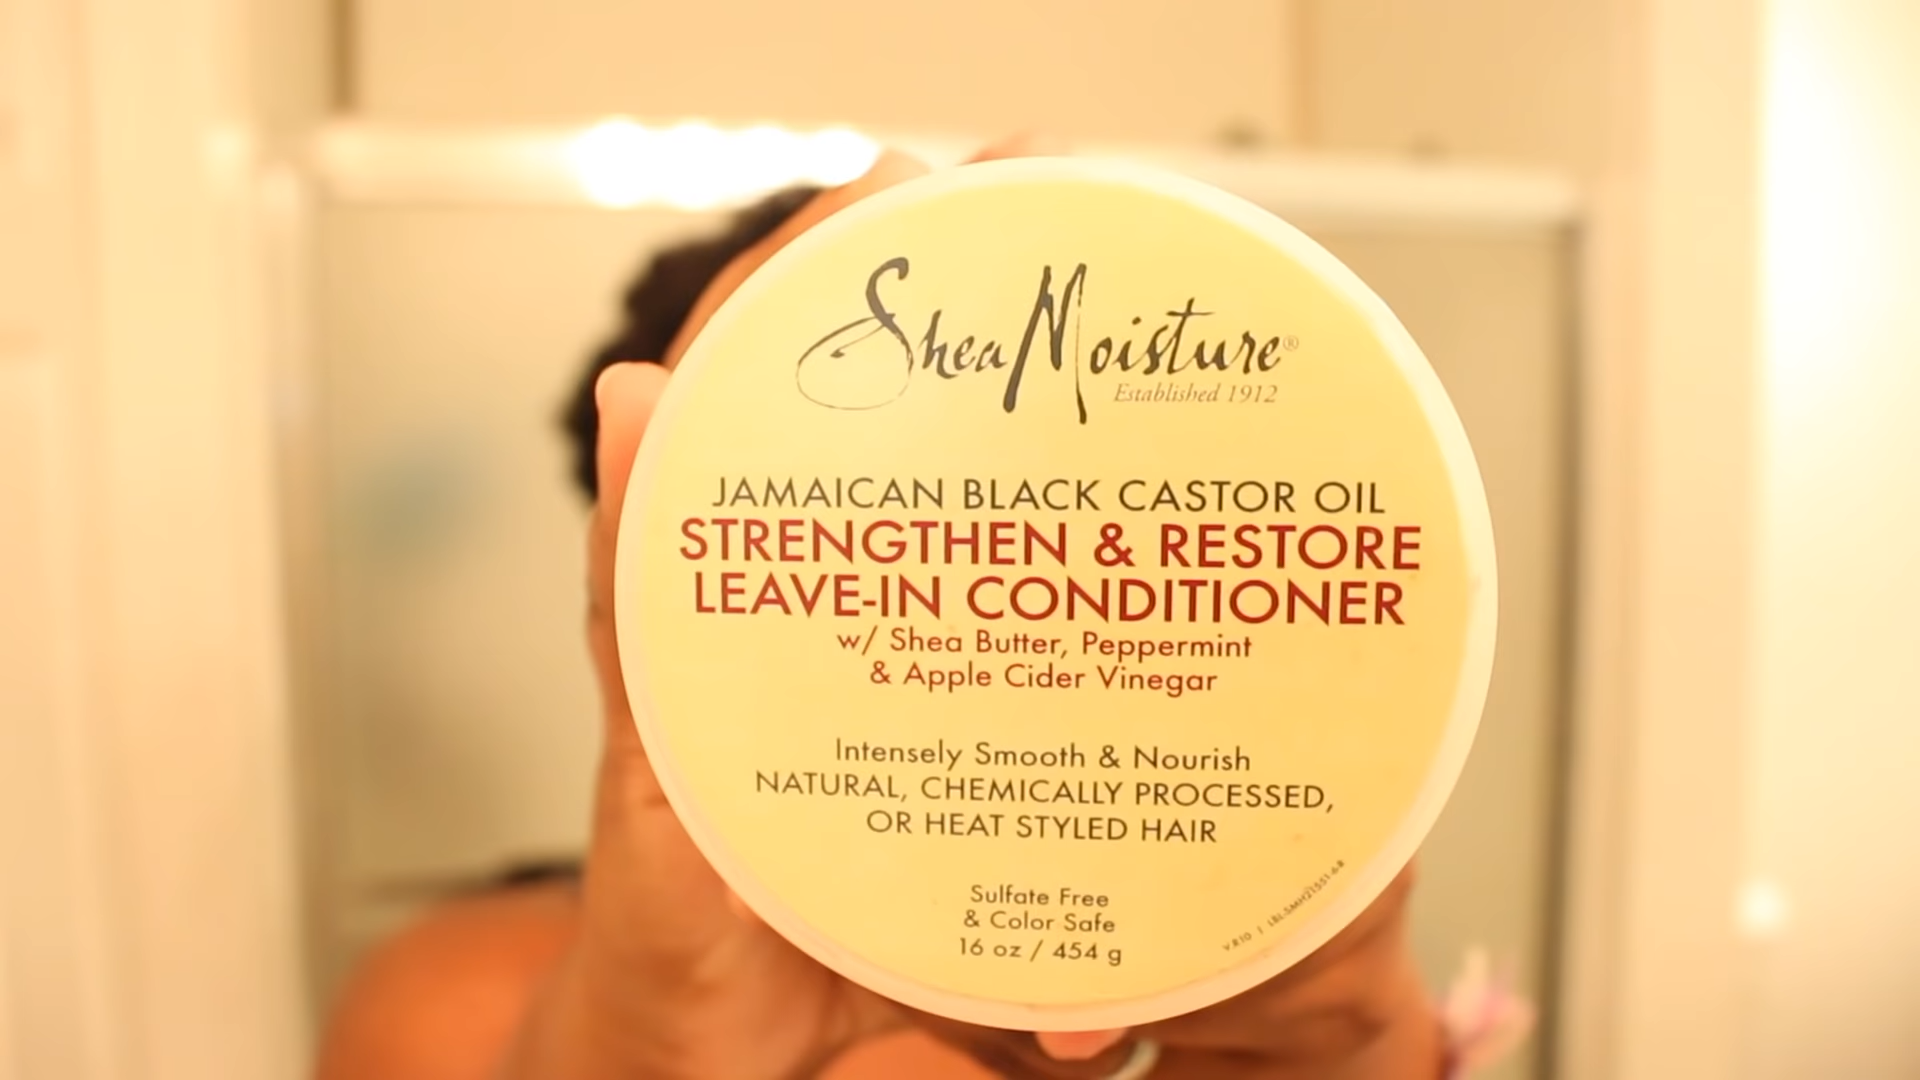 SheaMoisture®
Established 1912
JAMAICAN BLACK CASTOR OIL
STRENGTHEN & RESTORE
LEAVE-IN CONDITIONER
w/ Shea Butter, Peppermint
& Apple Cider Vinegar
Intensely Smooth & Nourish
NATURAL, CHEMICALLY PROCESSED,
OR HEAT STYLED HAIR
Sulfate Free
& Color Safe
16 oz / 454 g